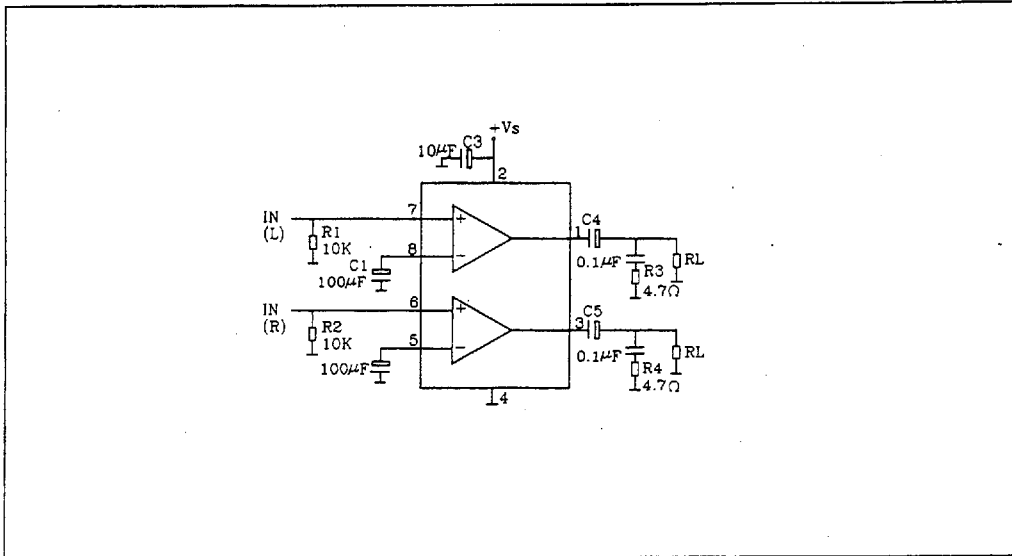 +Vs
C3
10μF
2
IN
(L)
7
R1
10K
8
C1
100μF
1
C4
0.1μF
R3
4.7Ω
RL
IN
(R)
6
R2
10K
5
100μF
3
C5
0.1μF
R4
4.7Ω
RL
4
+
−
+
−